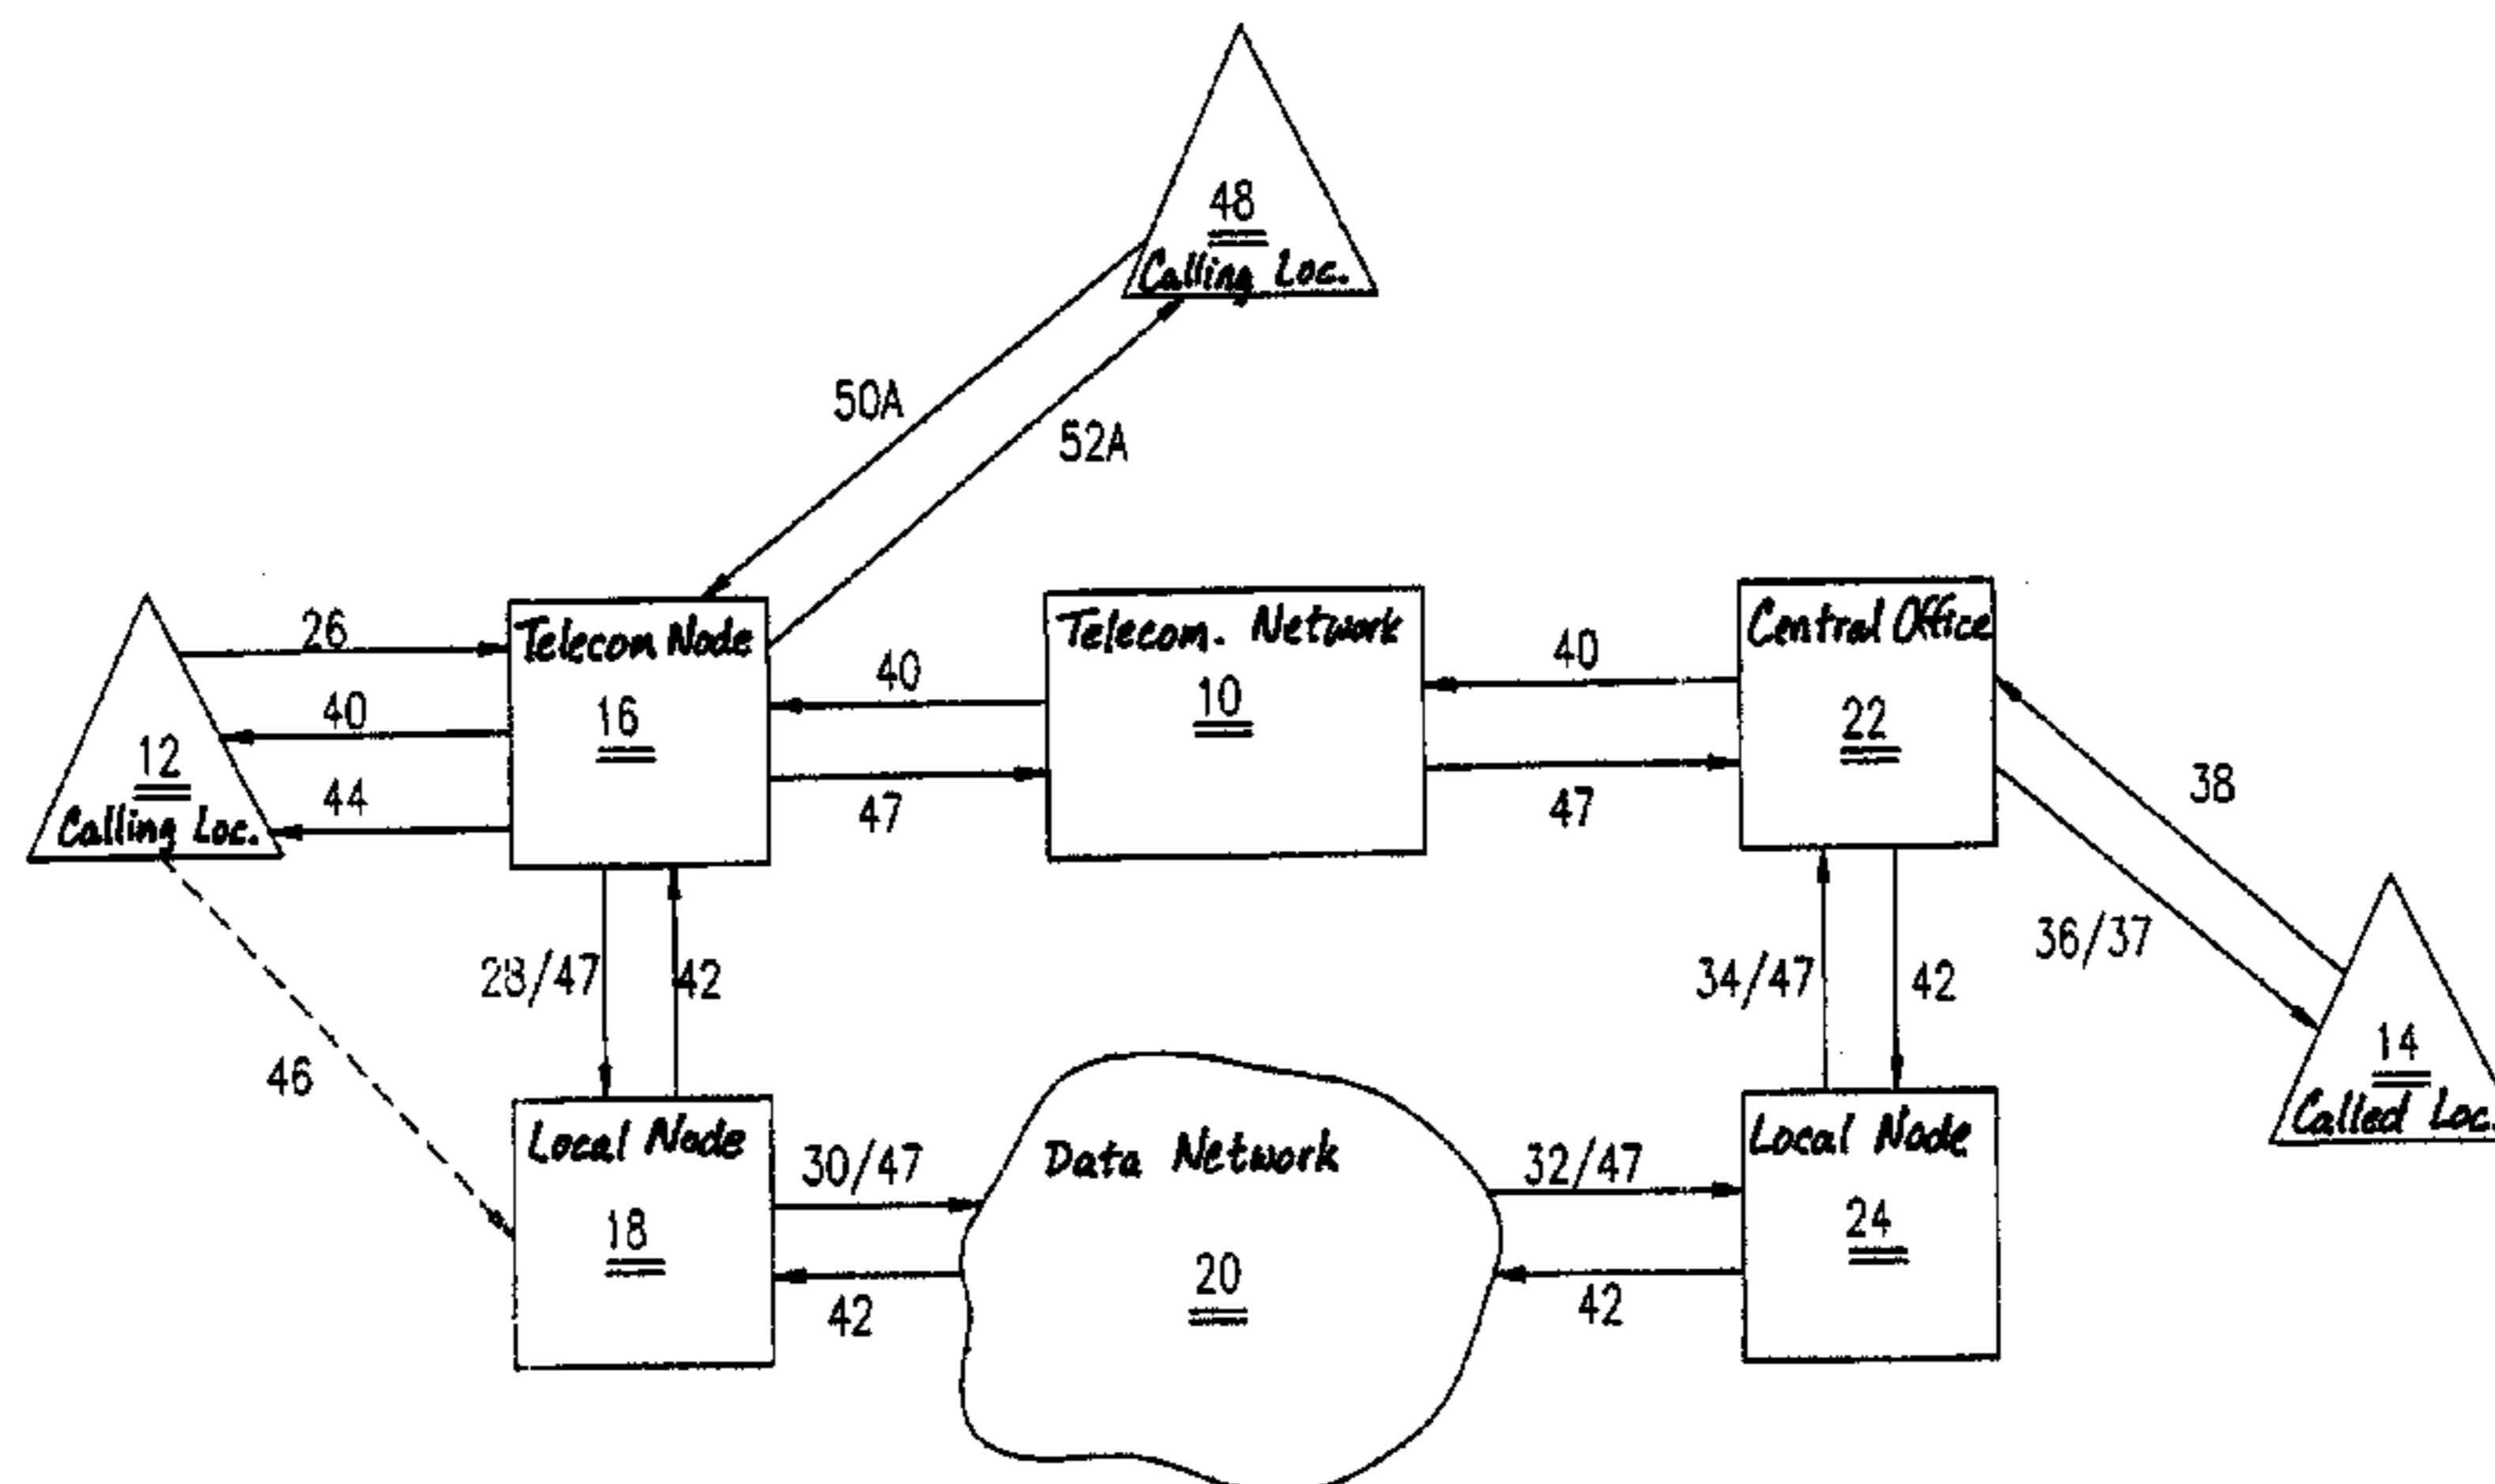 48
Calling Loc.
50A
52A
26
40
44
12
Calling Loc.
Telecom Node
16
40
47
Telecom. Network
10
40
47
Central Office
22
38
36/37
14
Called Loc.
28/47
42
34/47
42
46
Local Node
18
30/47
42
Data Network
20
32/47
42
Local Node
24